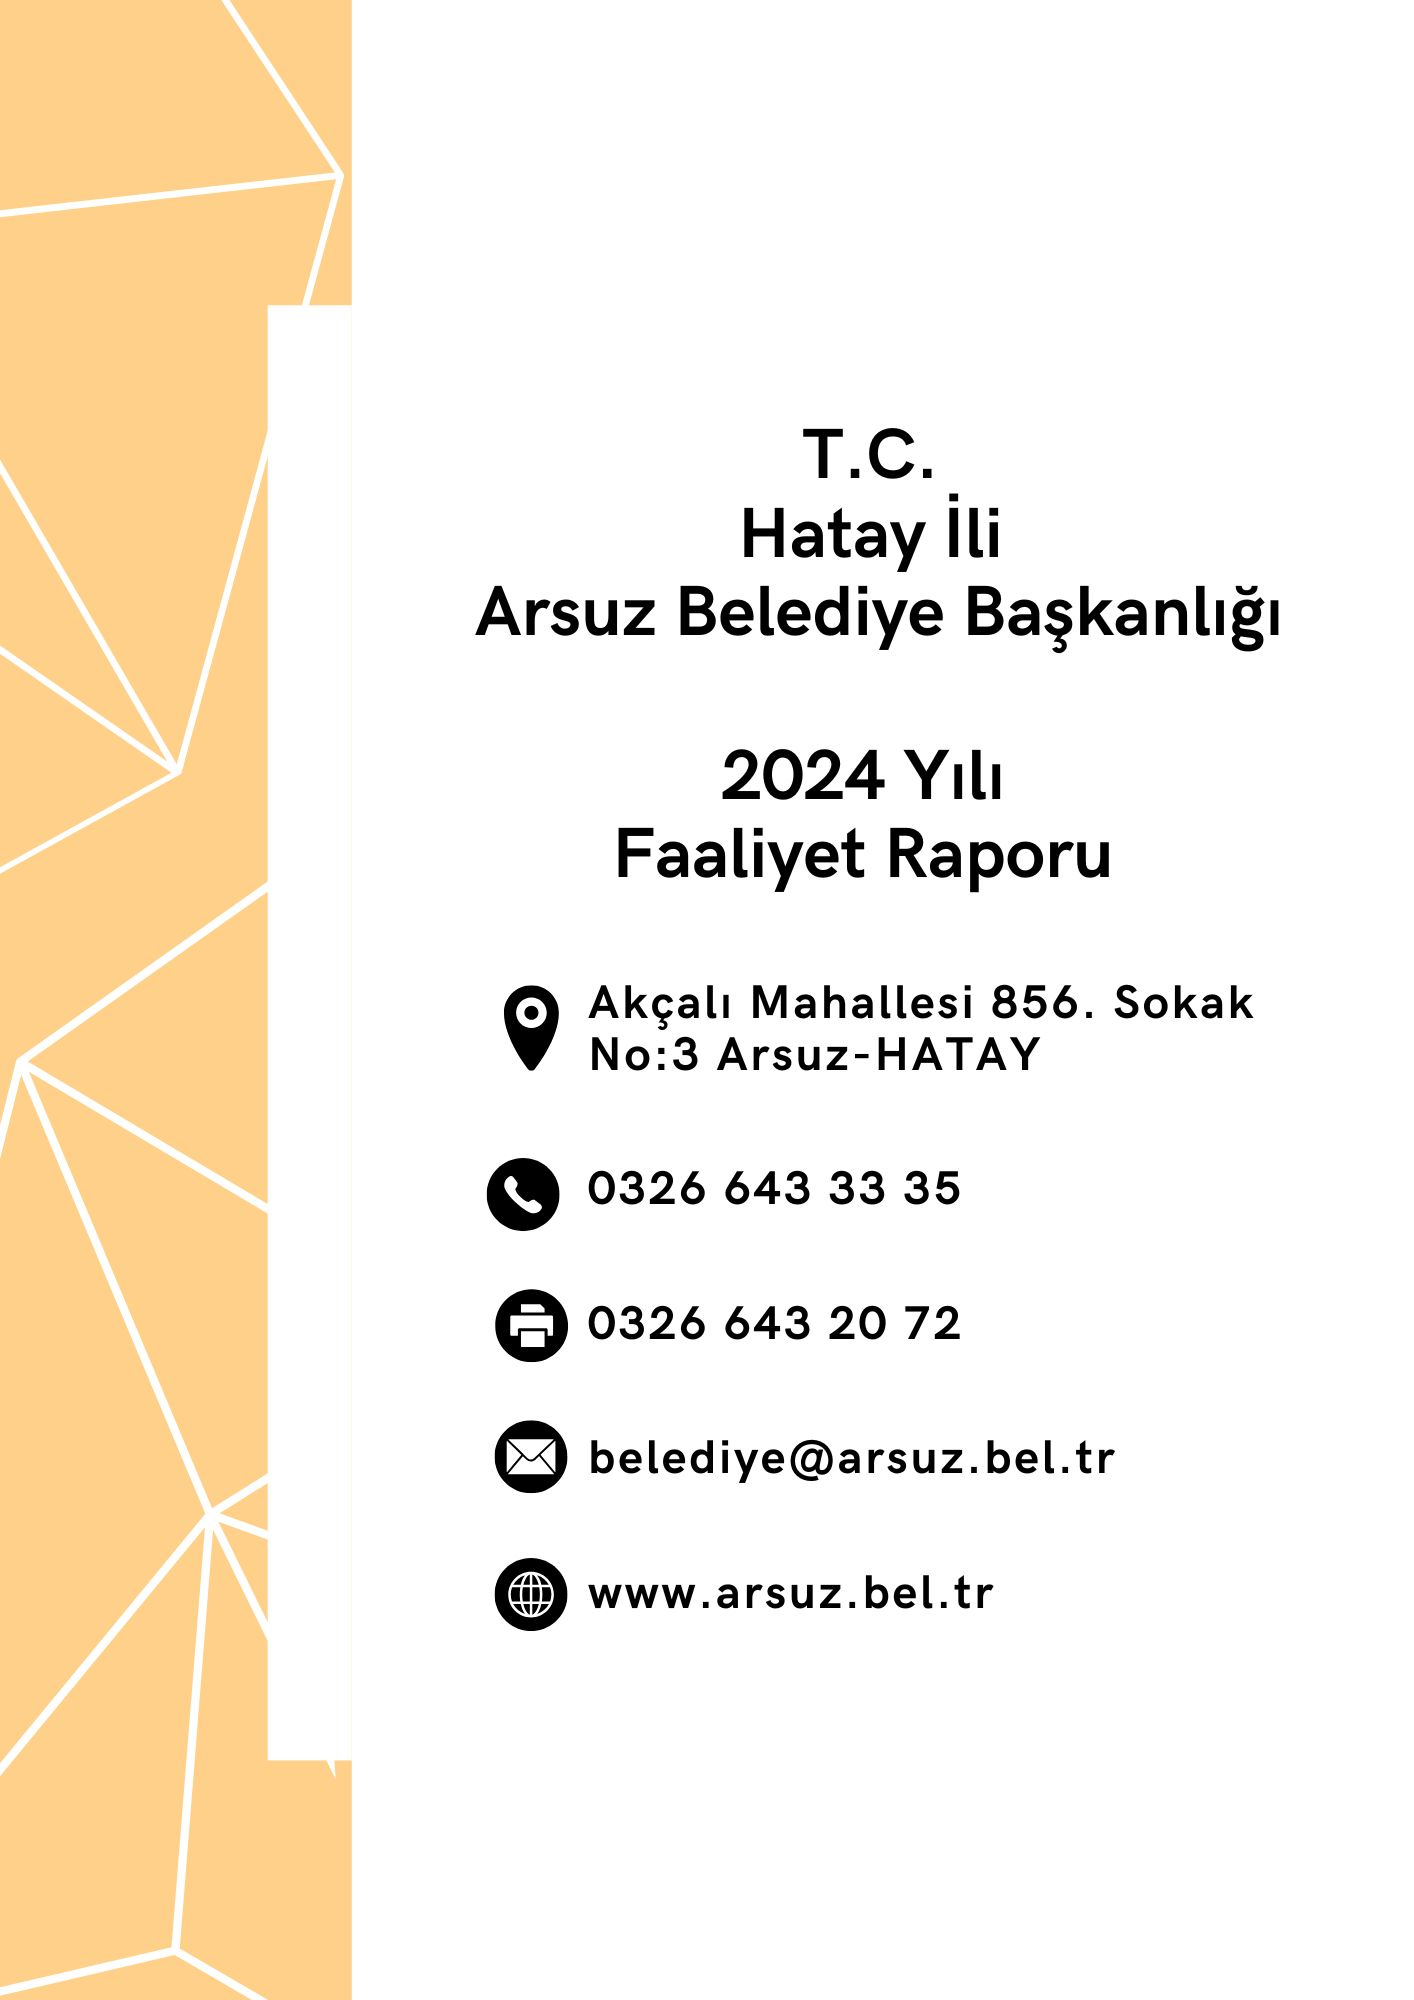 T.C.
Hatay İli
Arsuz Belediye Başkanlığı
2024 Yılı
Faaliyet Raporu
Akçalı Mahallesi 856. Sokak
No:3 Arsuz-HATAY
0326 643 33 35
0326 643 20 72
belediye@arsuz.bel.tr
www.arsuz.bel.tr